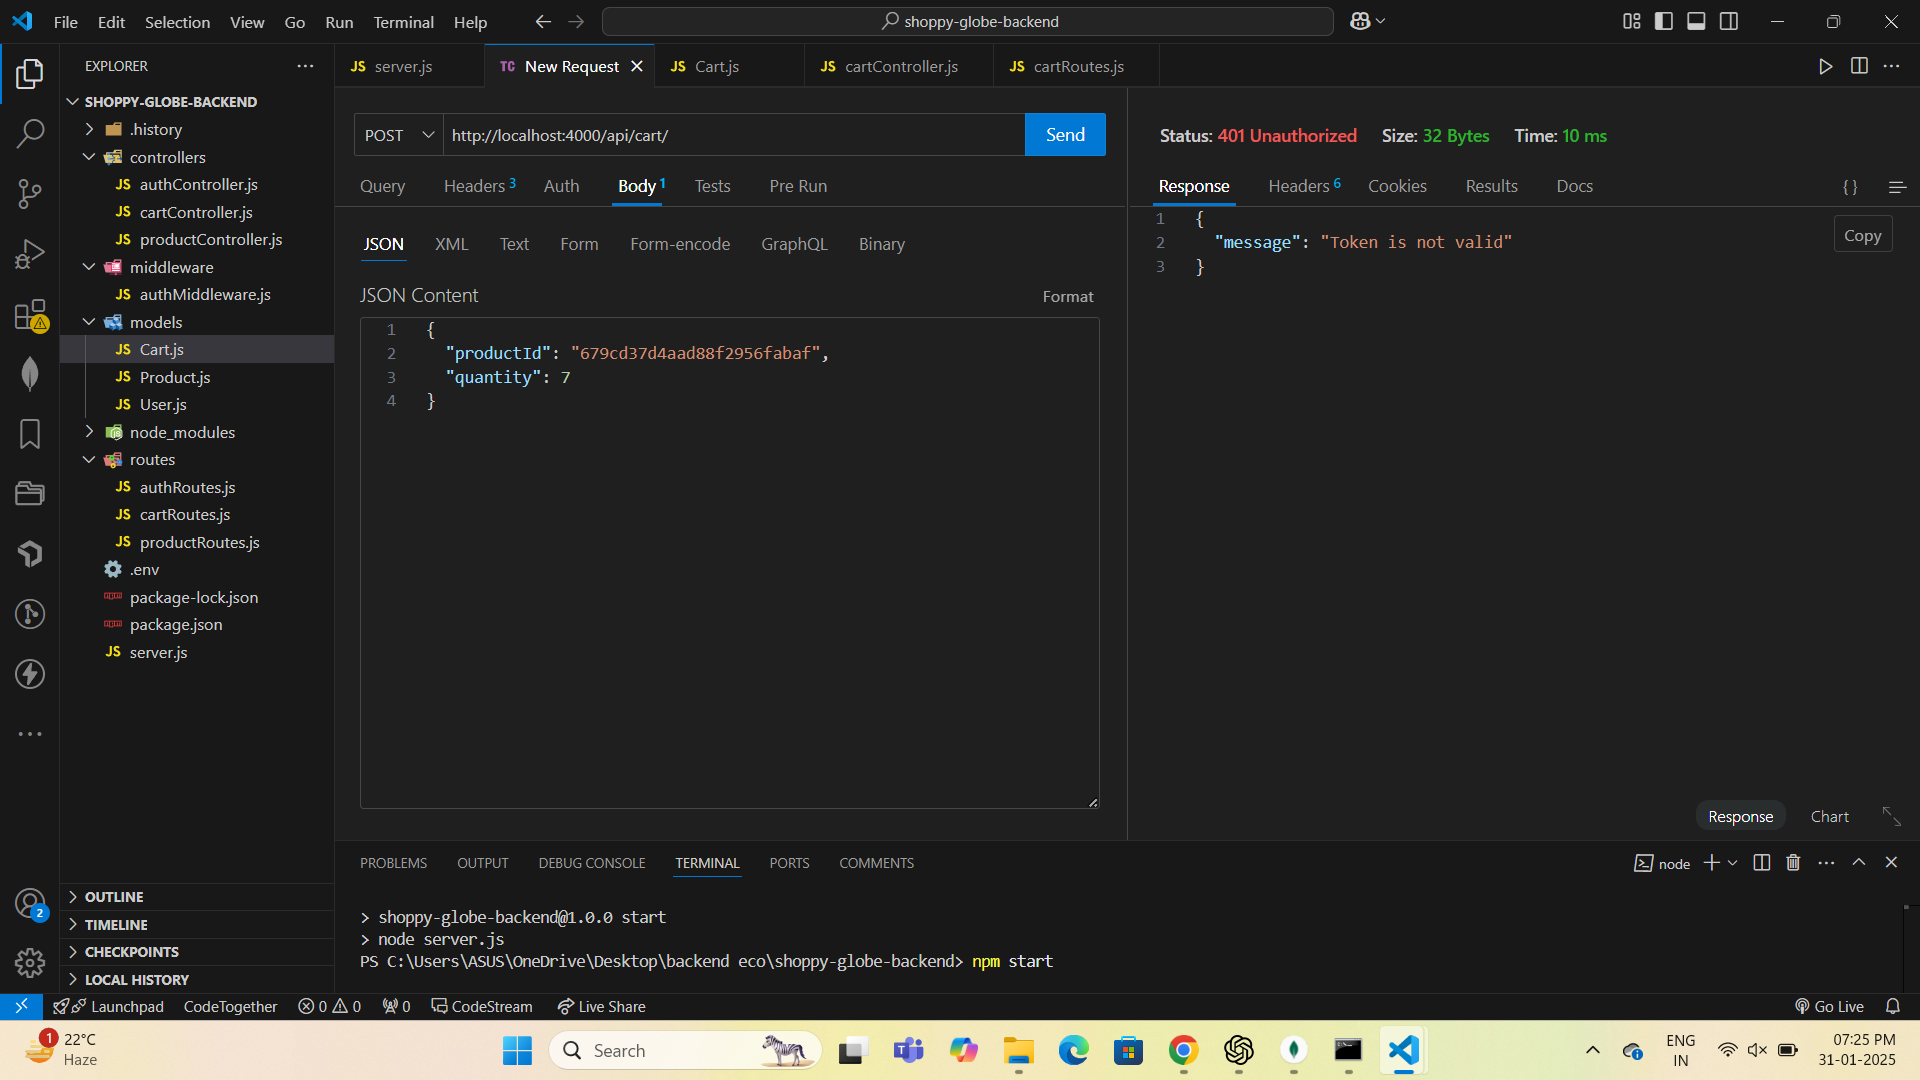 File Edit Selection View Go Run Terminal Help
shoppy-globe-backend
EXPLORER
SHOPPY-GLOBE-BACKEND
.history
controllers
JS authController.js
JS cartController.js
JS productController.js
middleware
JS authMiddleware.js
models
JS Cart.js
JS Product.js
JS User.js
node_modules
routes
JS authRoutes.js
JS cartRoutes.js
JS productRoutes.js
.env
package-lock.json
package.json
JS server.js
OUTLINE
TIMELINE
CHECKPOINTS
LOCAL HISTORY
2
JS server.js
TC New Request
JS Cart.js
JS cartController.js
JS cartRoutes.js
POST http://localhost:4000/api/cart/ Send
Query Headers 3 Auth Body 1 Tests Pre Run
JSON XML Text Form Form-encode GraphQL Binary
JSON Content Format
1 {
2 "productId": "679cd37d4aad88f2956fabaf",
3 "quantity": 7
4 }
Status: 401 Unauthorized Size: 32 Bytes Time: 10 ms
Response Headers 6 Cookies Results Docs { }
1 {
2 "message": "Token is not valid"
3 }
Copy
Response Chart
PROBLEMS OUTPUT DEBUG CONSOLE TERMINAL PORTS COMMENTS
node
> shoppy-globe-backend@1.0.0 start
> node server.js
PS C:\Users\ASUS\OneDrive\Desktop\backend eco\shoppy-globe-backend> npm start
Launchpad CodeTogether 0 0 0 CodeStream Live Share Go Live
1
22°C
Haze
Search
ENG
IN
07:25 PM
31-01-2025